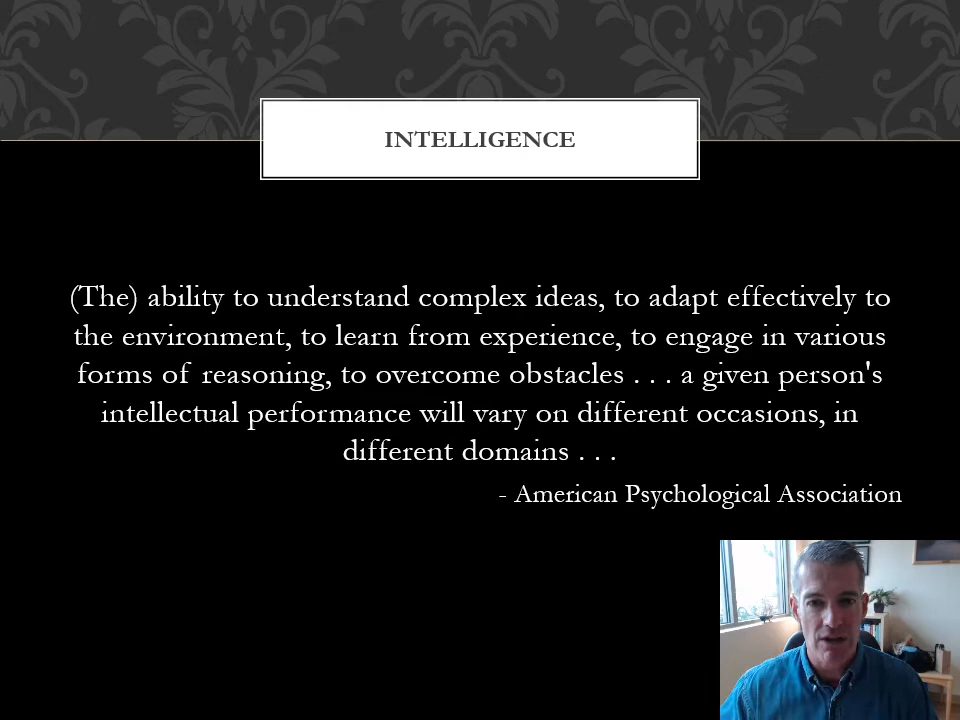 INTELLIGENCE
(The) ability to understand complex ideas, to adapt effectively to
the environment, to learn from experience, to engage in various
forms of reasoning, to overcome obstacles . . . a given person's
intellectual performance will vary on different occasions, in
different domains . . .
- American Psychological Association